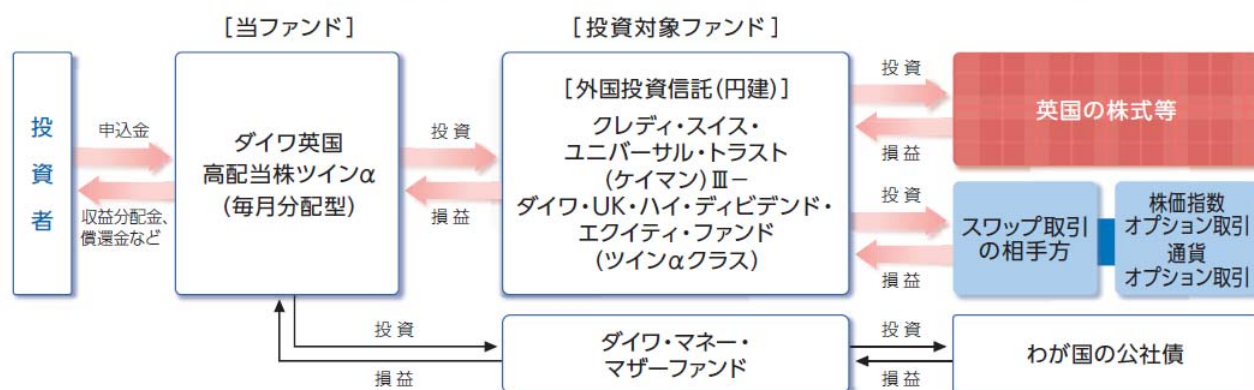 [当ファンド]
[投資対象ファンド]
投資者
申込金
収益分配金、
償還金など
ダイワ英国
高配当株ツインα
(毎月分配型)
投資
損益
[外国投資信託(円建)]
クレディ・スイス・
ユニバーサル・トラスト
(ケイマン)Ⅲ−
ダイワ・UK・ハイ・ディビデンド・
エクイティ・ファンド
(ツインαクラス)
投資
損益
英国の株式等
投資
損益
スワップ取引
の相手方
株価指数
オプション取引
通貨
オプション取引
投資
損益
ダイワ・マネー・
マザーファンド
投資
損益
わが国の公社債